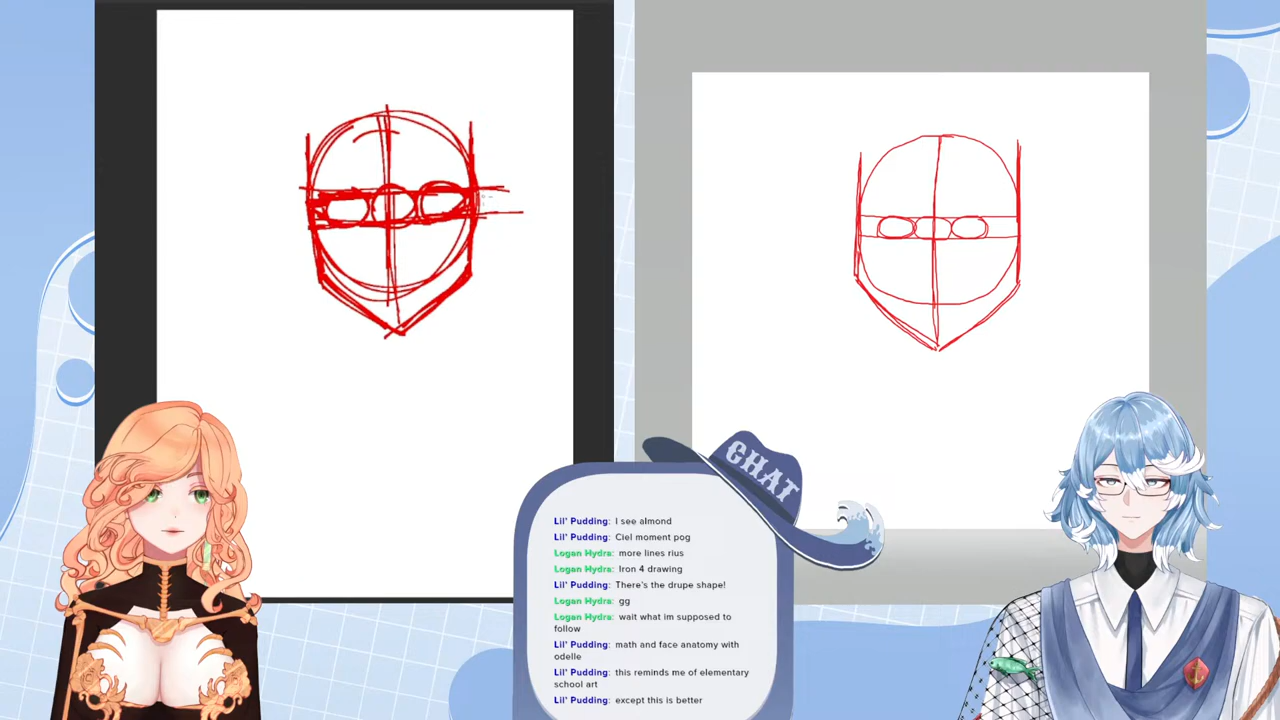 CHAT
Lil' Pudding: I see almond
Lil' Pudding: Ciel moment pog
Logan Hydra: more lines rius
Logan Hydra: Iron 4 drawing
Lil' Pudding: There's the drupe shape!
Logan Hydra: gg
Logan Hydra: wait what im supposed to
follow
Lil' Pudding: math and face anatomy with
odelle
Lil' Pudding: this reminds me of elementary
school art
Lil' Pudding: except this is better